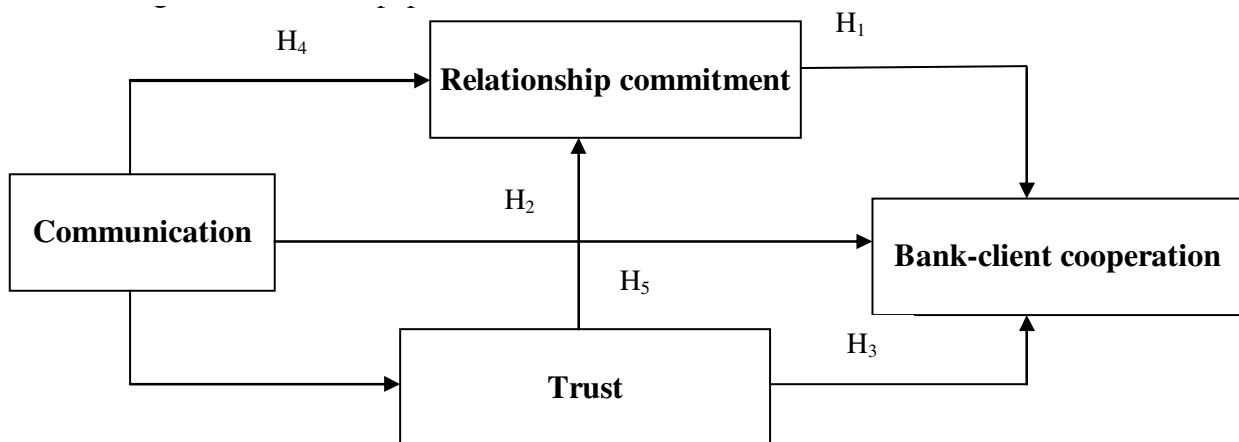 H₄
H₁
Relationship commitment
H₂
Communication
Bank-client cooperation
H₅
H₃
Trust